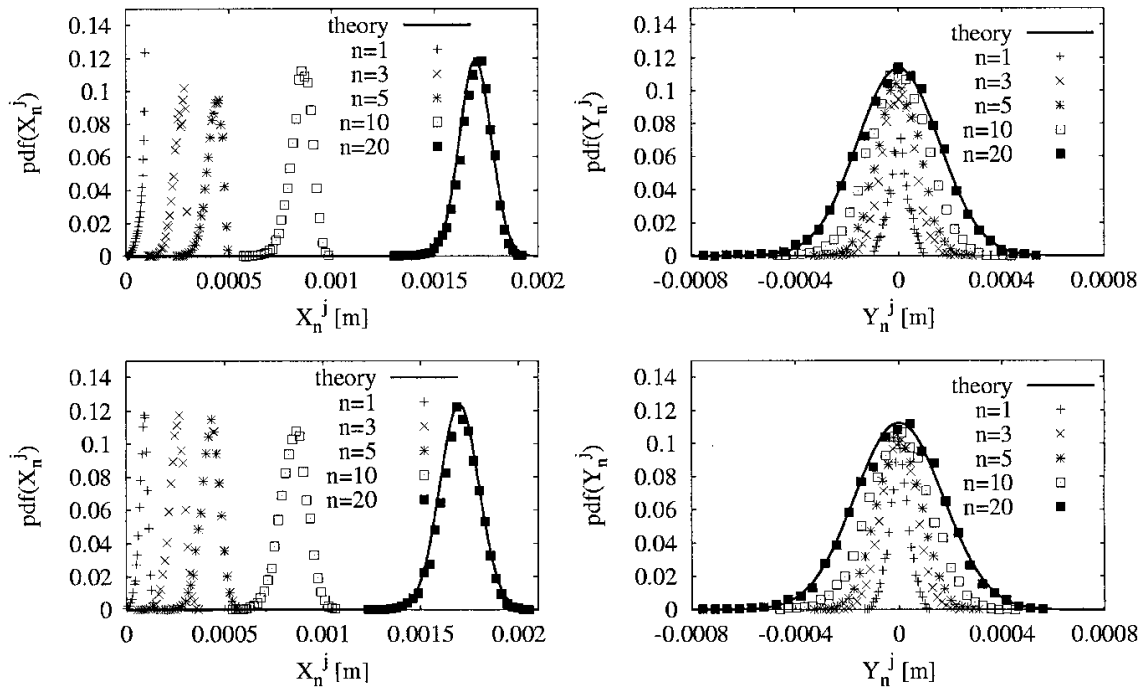 0.14
0.12
0.1
0.08
0.06
0.04
0.02
0
pdf(X_n^j)
theory
n=1
n=3
n=5
n=10
n=20
0 0.0005 0.001 0.0015 0.002
X_n^j [m]
0.14
0.12
0.1
0.08
0.06
0.04
0.02
0
pdf(Y_n^j)
theory
n=1
n=3
n=5
n=10
n=20
-0.0008 -0.0004 0 0.0004 0.0008
Y_n^j [m]
0.14
0.12
0.1
0.08
0.06
0.04
0.02
0
pdf(X_n^j)
theory
n=1
n=3
n=5
n=10
n=20
0 0.0005 0.001 0.0015 0.002
X_n^j [m]
0.14
0.12
0.1
0.08
0.06
0.04
0.02
0
pdf(Y_n^j)
theory
n=1
n=3
n=5
n=10
n=20
-0.0008 -0.0004 0 0.0004 0.0008
Y_n^j [m]